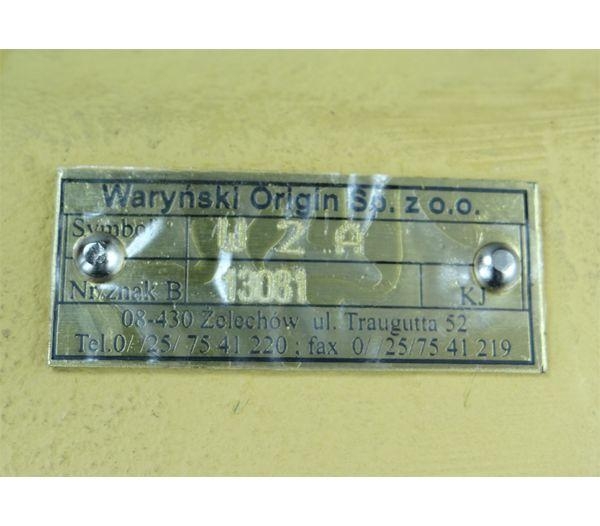 Waryński Origin Sp. z o.o.
Symbol W Z A
Nr/znak B 13081 KJ
08-430 Żelechów ul. Traugutta 52
Tel.0/ /25/ 75 41 220 ; fax 0/ /25/75 41 219